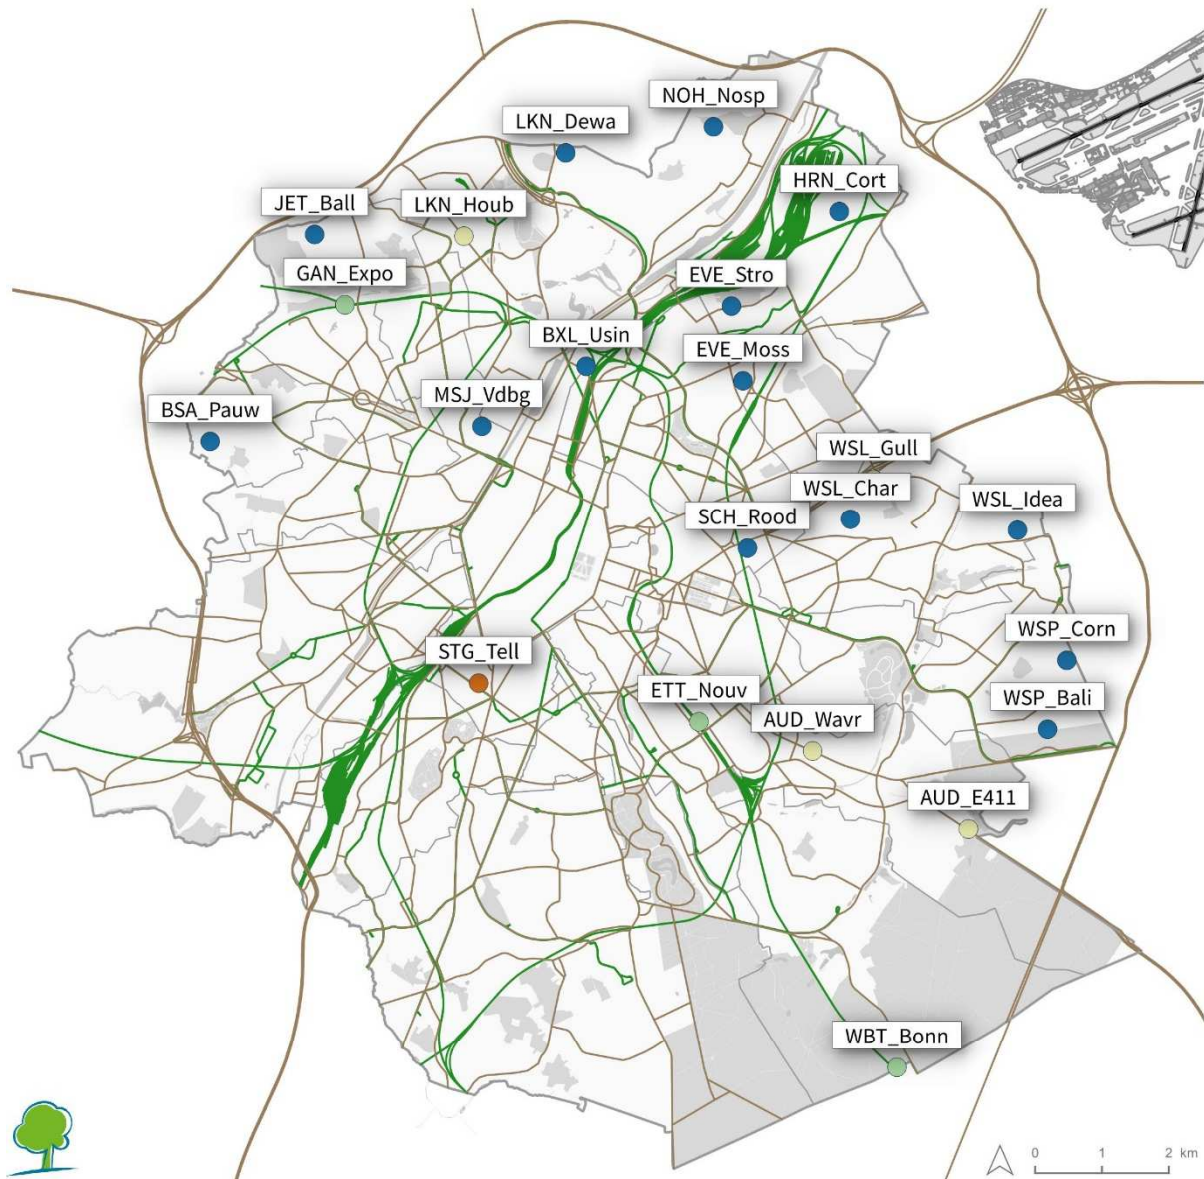 NOH_Nosp
LKN_Dewa
HRN_Cort
JET_Ball
LKN_Houb
GAN_Expo
EVE_Stro
BXL_Usin
EVE_Moss
MSJ_Vdbg
BSA_Pauw
WSL_Gull
WSL_Char
WSL_Idea
SCH_Rood
WSP_Corn
STG_Tell
ETT_Nouv
WSP_Bali
AUD_Wavr
AUD_E411
WBT_Bonn
0 1 2 km